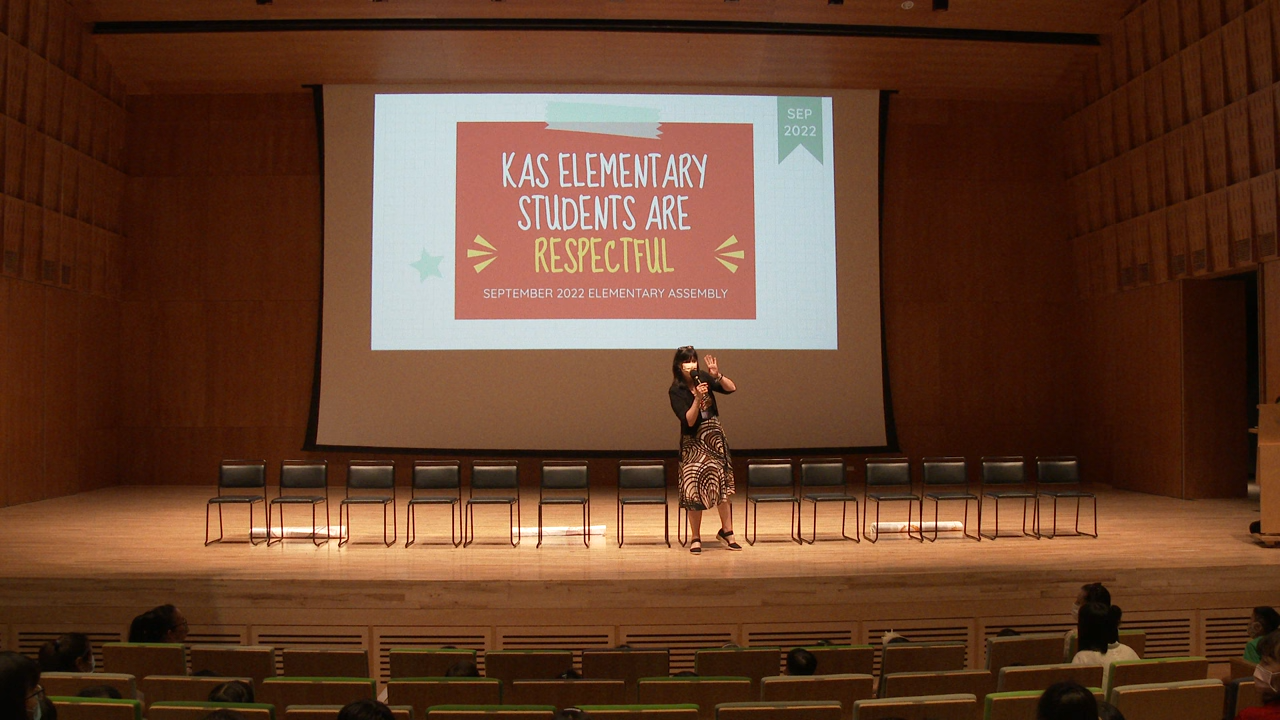 SEP
2022
KAS ELEMENTARY
STUDENTS ARE
RESPECTFUL
SEPTEMBER 2022 ELEMENTARY ASSEMBLY